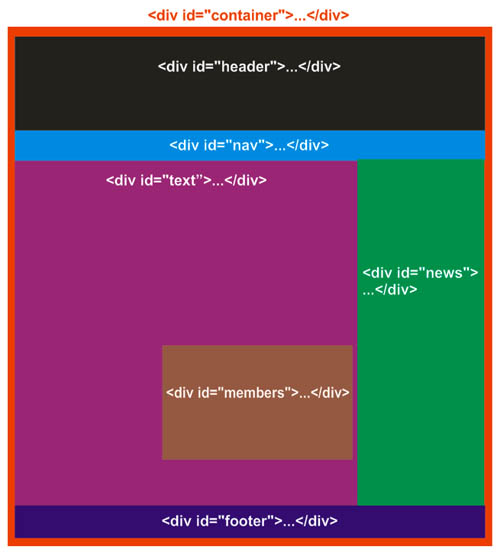 <div id="container">...</div>
<div id="header">...</div>
<div id="nav">...</div>
<div id="text”>...</div>
<div id="news">
...</div>
<div id="members">...</div>
<div id="footer">...</div>